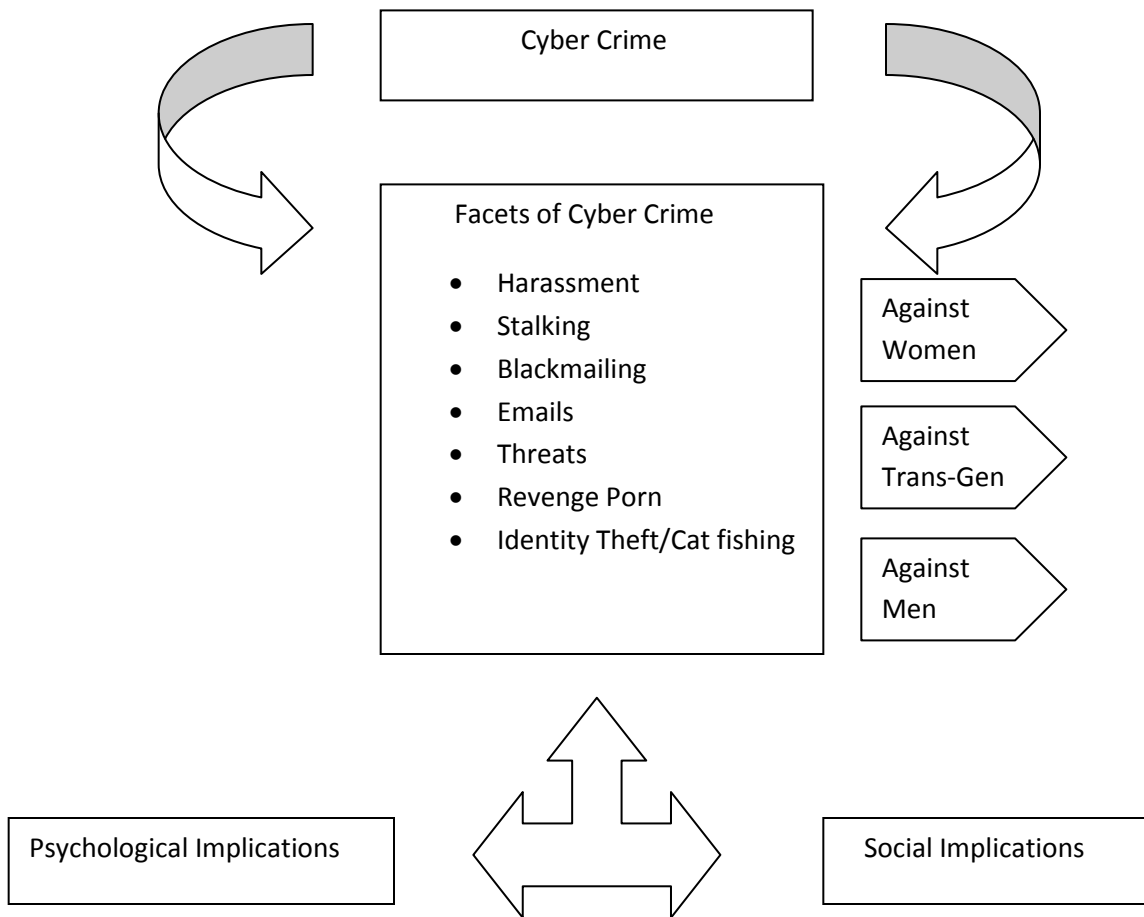 Cyber Crime
Facets of Cyber Crime
• Harassment
• Stalking
• Blackmailing
• Emails
• Threats
• Revenge Porn
• Identity Theft/Cat fishing
Against
Women
Against
Trans-Gen
Against
Men
Psychological Implications
Social Implications